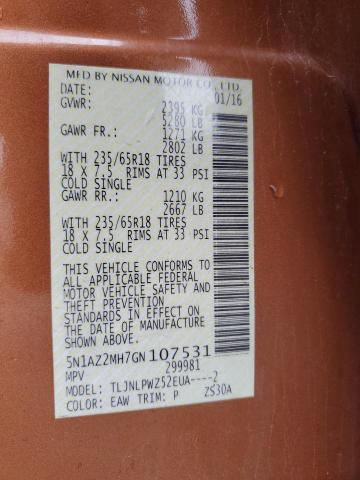 MFD BY NISSAN MOTOR CO., LTD.
DATE: 01/16
GVWR: 2395 KG
5280 LB
GAWR FR.: 1271 KG
2802 LB
WITH 235/65R18 TIRES
18 X 7.5 RIMS AT 33 PSI
COLD SINGLE
GAWR RR.: 1210 KG
2667 LB
WITH 235/65R18 TIRES
18 X 7.5 RIMS AT 33 PSI
COLD SINGLE
THIS VEHICLE CONFORMS TO
ALL APPLICABLE FEDERAL
MOTOR VEHICLE SAFETY AND
THEFT PREVENTION
STANDARDS IN EFFECT ON
THE DATE OF MANUFACTURE
SHOWN ABOVE.
5N1AZ2MH7GN107531
MPV 299981
TLJNLPWZ52EUA----2
COLOR: EAW TRIM: P ZS30A